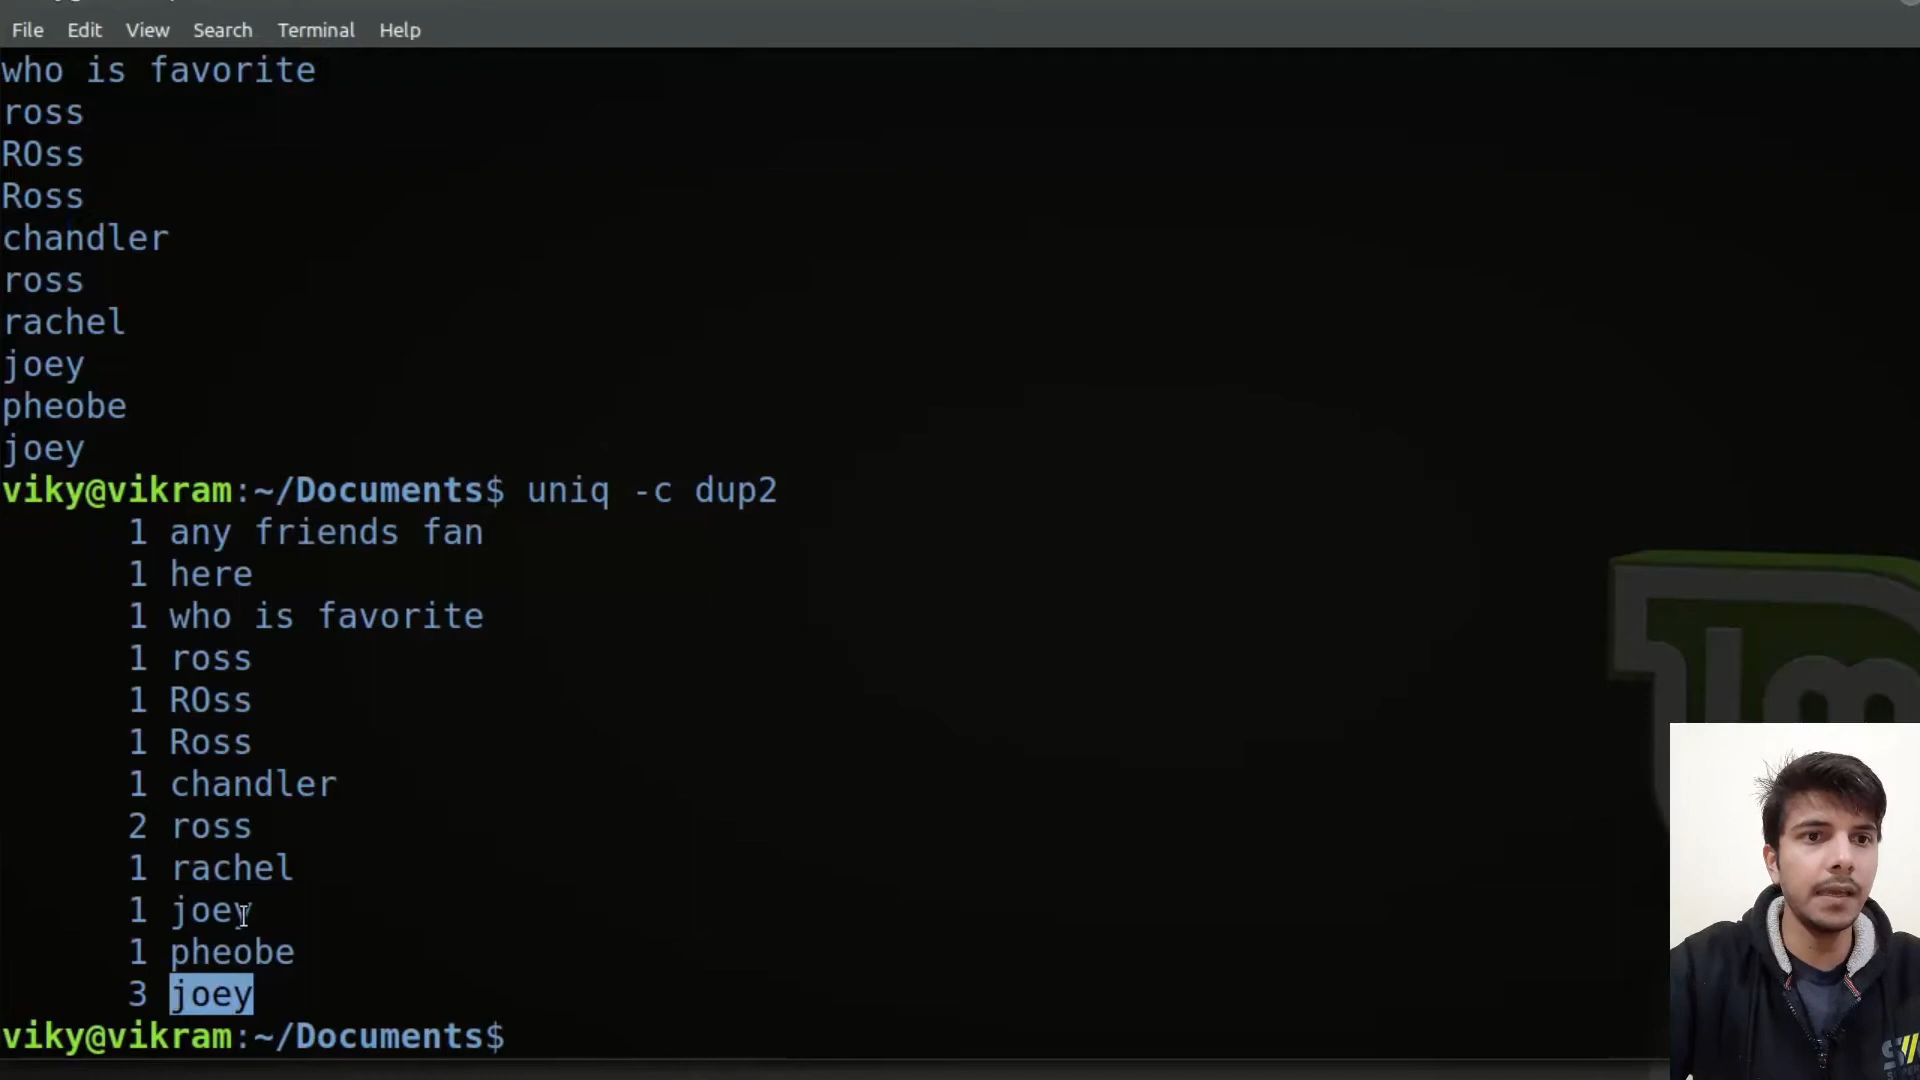 File Edit View Search Terminal Help
who is favorite
ross
ROss
Ross
chandler
ross
rachel
joey
pheobe
joey
viky@vikram:~/Documents$ uniq -c dup2
1 any friends fan
1 here
1 who is favorite
1 ross
1 ROss
1 Ross
1 chandler
2 ross
1 rachel
1 joey
1 pheobe
3 joey
viky@vikram:~/Documents$